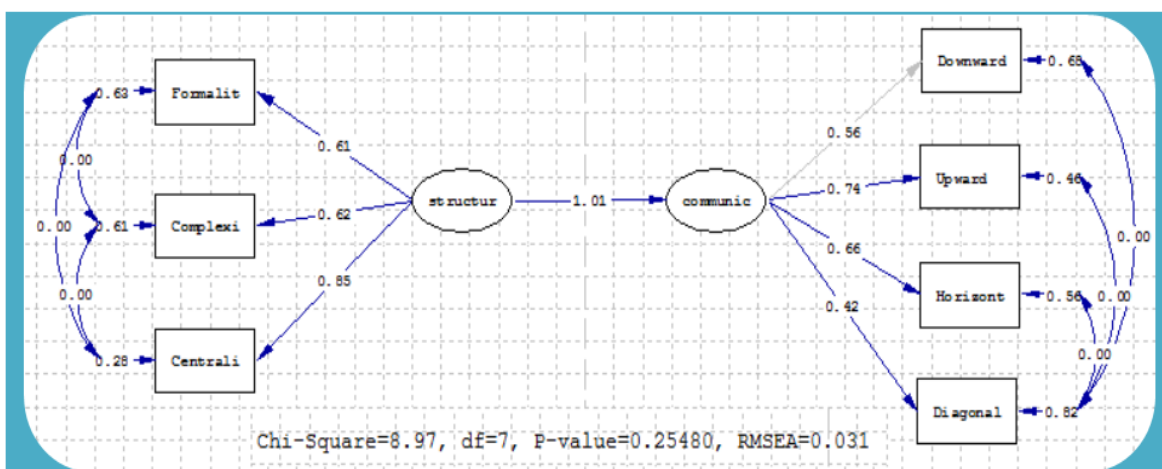 Downward
0.68
0.63
Formalit
0.56
0.61
0.00
Upward
0.46
0.74
structur
1.01
communic
0.62
0.61
Complexi
0.00
0.00
0.66
0.00
0.00
0.85
0.42
Horizont
0.56
0.00
0.28
Centrali
Diagonal
0.82
Chi-Square=8.97, df=7, P-value=0.25480, RMSEA=0.031